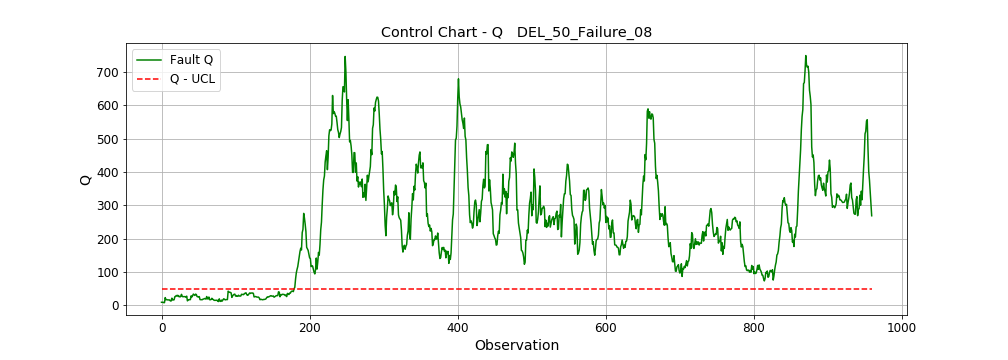 Control Chart - Q   DEL_50_Failure_08
Fault Q
Q - UCL
Q
700
600
500
400
300
200
100
0
0 200 400 600 800 1000
Observation